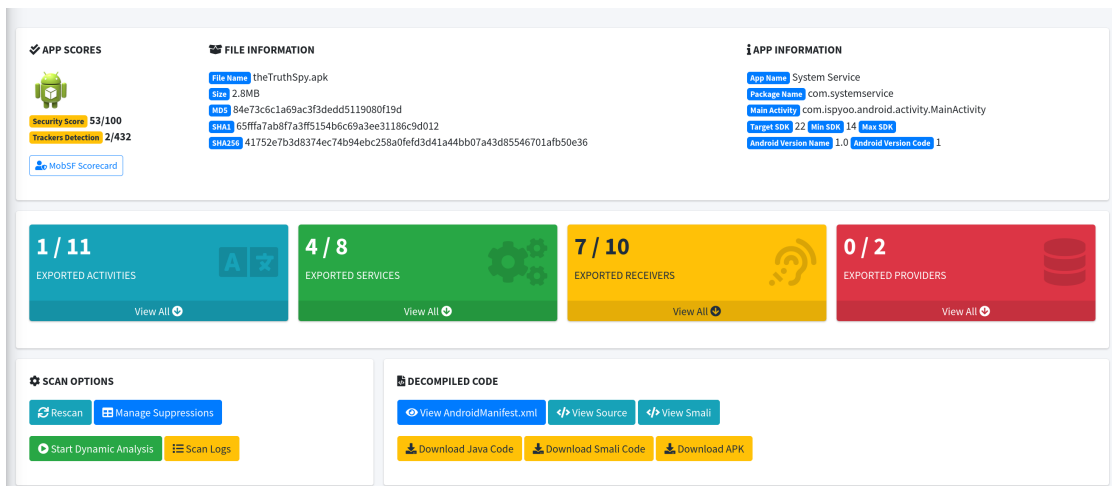 APP SCORES
Security Score 53/100
Trackers Detection 2/432
MobSF Scorecard
FILE INFORMATION
File Name theTruthSpy.apk
Size 2.8MB
MD5 84e73c6c1a69ac3f3dedd5119080f19d
SHA1 65fffa7ab8f7a3ff5154b6c69a3ee31186c9d012
SHA256 41752e7b3d8374ec74b94ebc258a0fefd3d41a44bb07a43d85546701afb50e36
APP INFORMATION
App Name System Service
Package Name com.systemservice
Main Activity com.ispyoo.android.activity.MainActivity
Target SDK 22 Min SDK 14 Max SDK
Android Version Name 1.0 Android Version Code 1
1 / 11
EXPORTED ACTIVITIES
View All
4 / 8
EXPORTED SERVICES
View All
7 / 10
EXPORTED RECEIVERS
View All
0 / 2
EXPORTED PROVIDERS
View All
SCAN OPTIONS
Rescan
Manage Suppressions
Start Dynamic Analysis
Scan Logs
DECOMPILED CODE
View AndroidManifest.xml
View Source
View Smali
Download Java Code
Download Smali Code
Download APK